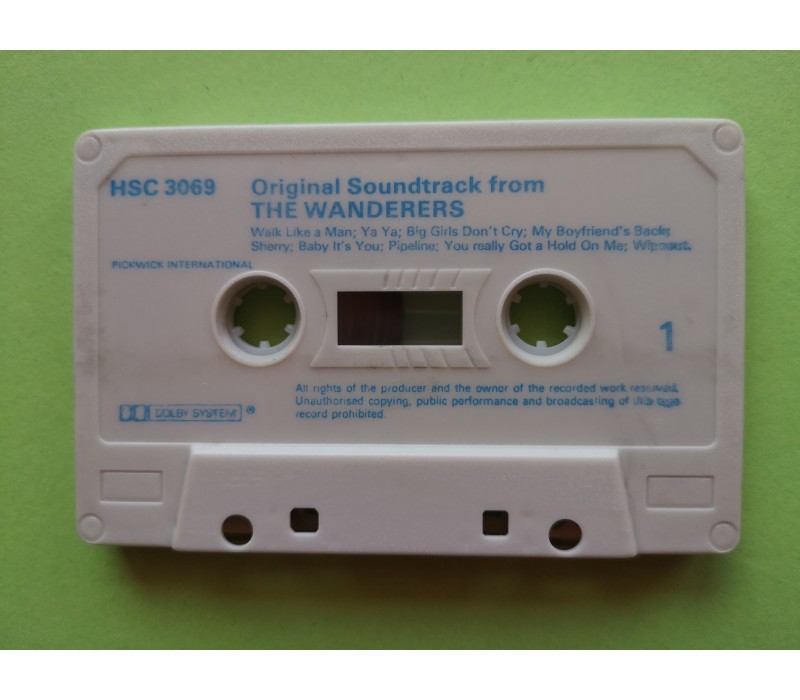 HSC 3069
Original Soundtrack from
THE WANDERERS
Walk Like a Man; Ya Ya; Big Girls Don't Cry; My Boyfriend's Back;
Sherry; Baby It's You; Pipeline; You really Got a Hold On Me; Wipeout.
PICKWICK INTERNATIONAL
1
All rights of the producer and the owner of the recorded work reserved.
Unauthorised copying, public performance and broadcasting of this tape
record prohibited.
DOLBY SYSTEM ®